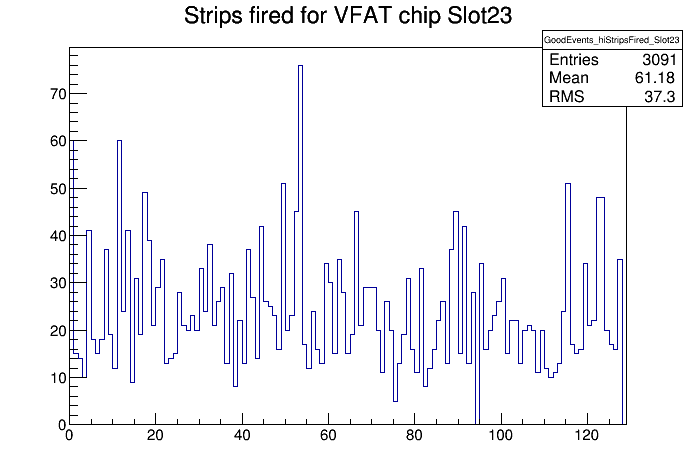 Strips fired for VFAT chip Slot23
GoodEvents_hiStripsFired_Slot23
Entries 3091
Mean 61.18
RMS 37.3
70
60
50
40
30
20
10
0
0 20 40 60 80 100 120